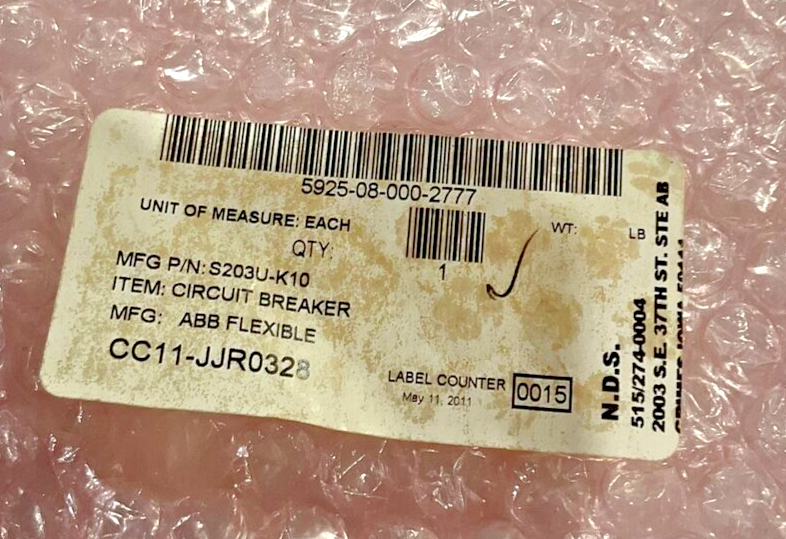 5925-08-000-2777
UNIT OF MEASURE: EACH
QTY:
1
WT:
LB
MFG P/N: S203U-K10
ITEM: CIRCUIT BREAKER
MFG: ABB FLEXIBLE
CC11-JJR0328
LABEL COUNTER 0015
May 11, 2011
N.D.S.
515/274-0004
2003 S.E. 37TH ST. STE AB